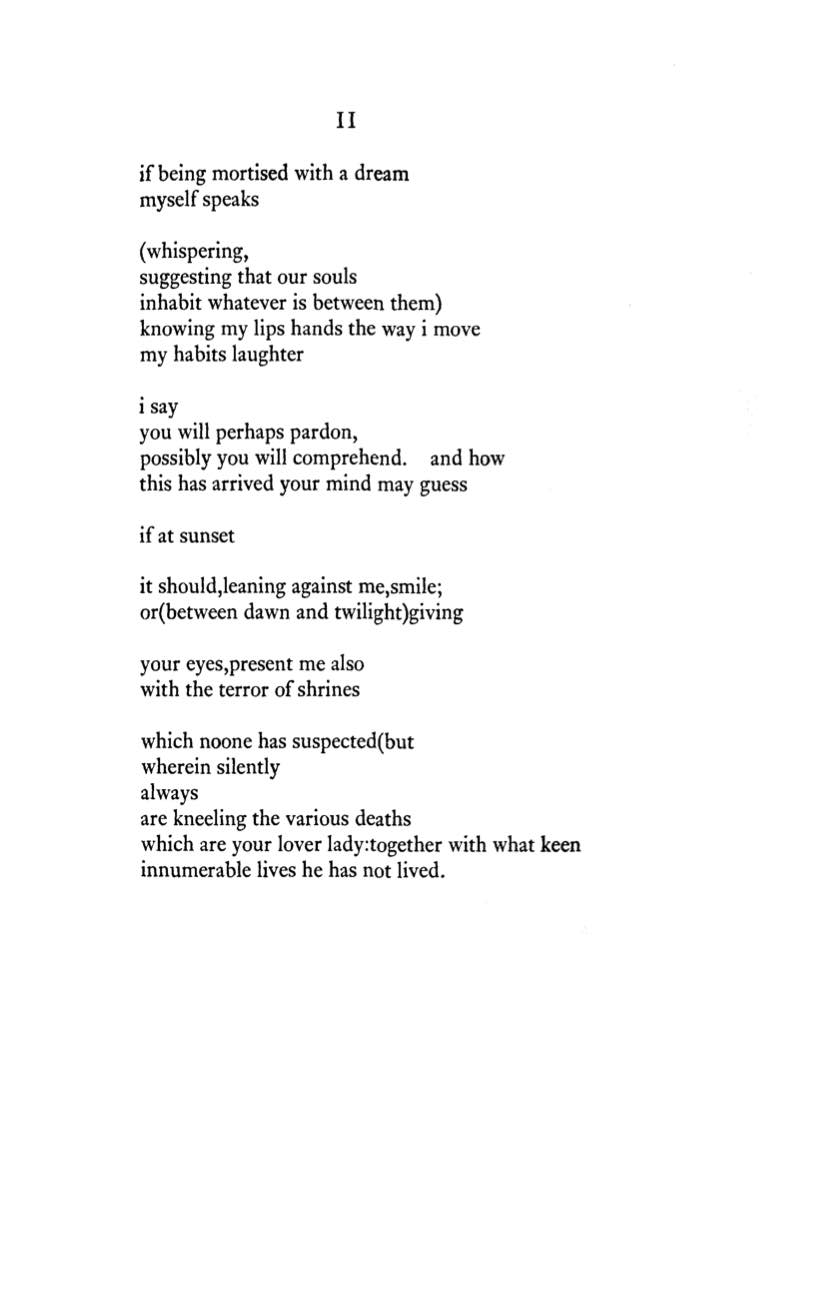 II
if being mortised with a dream
myself speaks
(whispering,
suggesting that our souls
inhabit whatever is between them)
knowing my lips hands the way i move
my habits laughter
i say
you will perhaps pardon,
possibly you will comprehend.   and how
this has arrived your mind may guess
if at sunset
it should,leaning against me,smile;
or(between dawn and twilight)giving
your eyes,present me also
with the terror of shrines
which noone has suspected(but
wherein silently
always
are kneeling the various deaths
which are your lover lady:together with what keen
innumerable lives he has not lived.